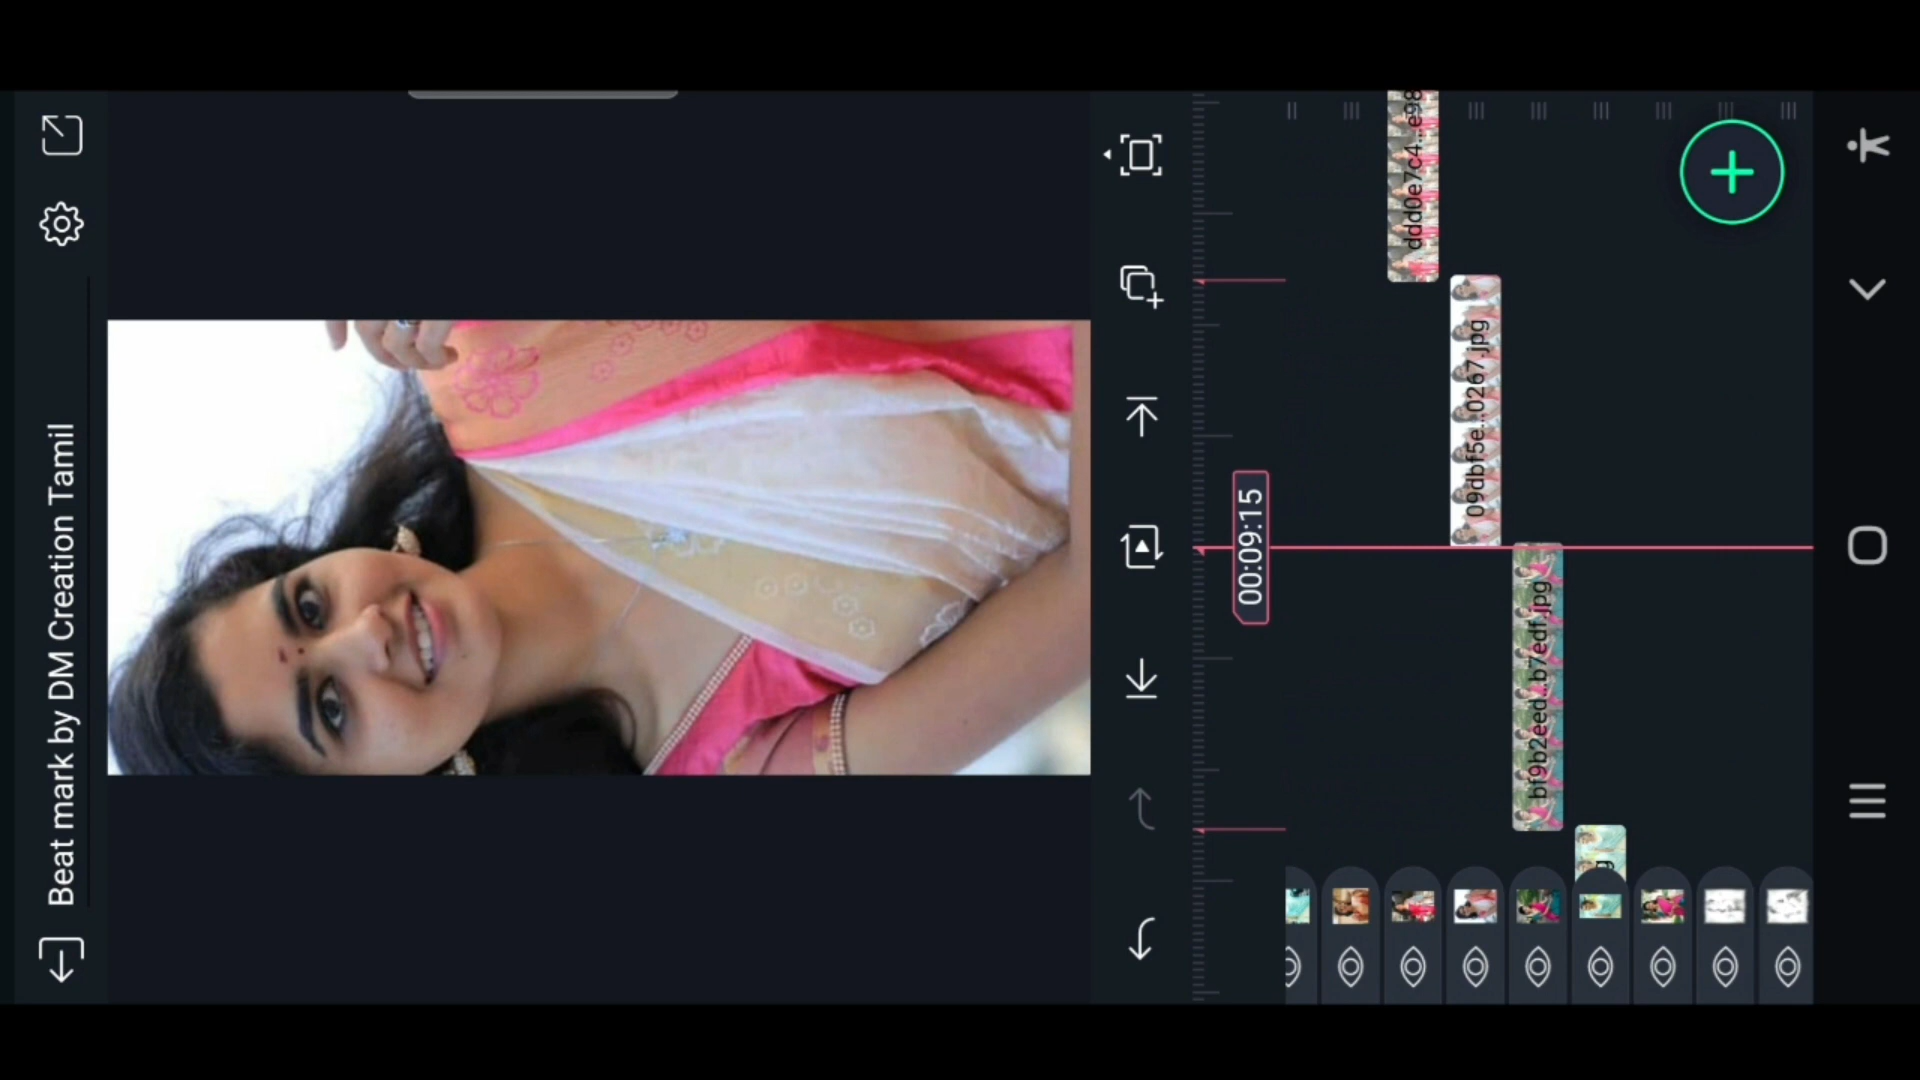 Beat mark by DM Creation Tamil
00:09:15
ddd0e7c4...e98
09dbf5e...0267.jpg
bf9b2eed...b7edf.jpg
g